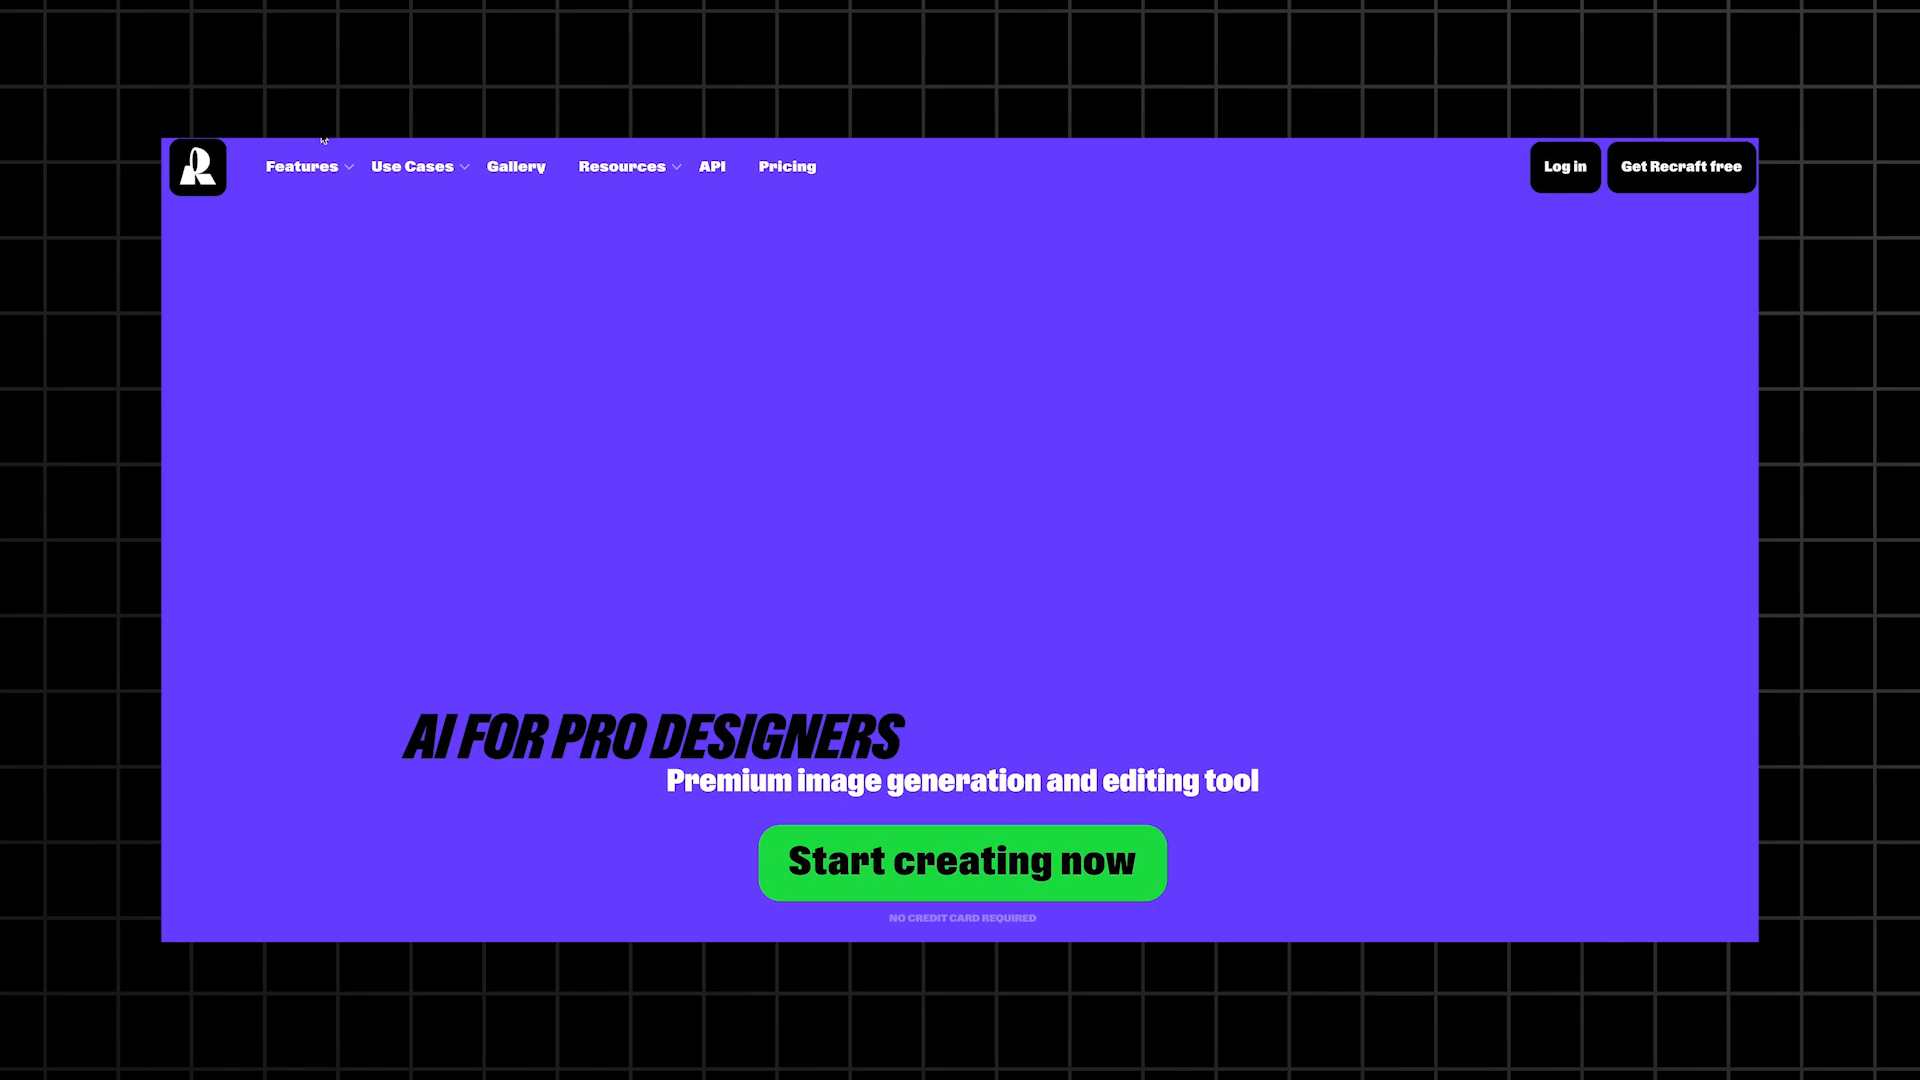 Features Use Cases Gallery Resources API Pricing Log in Get Recraft free
AI FOR PRO DESIGNERS
Premium image generation and editing tool
Start creating now
NO CREDIT CARD REQUIRED